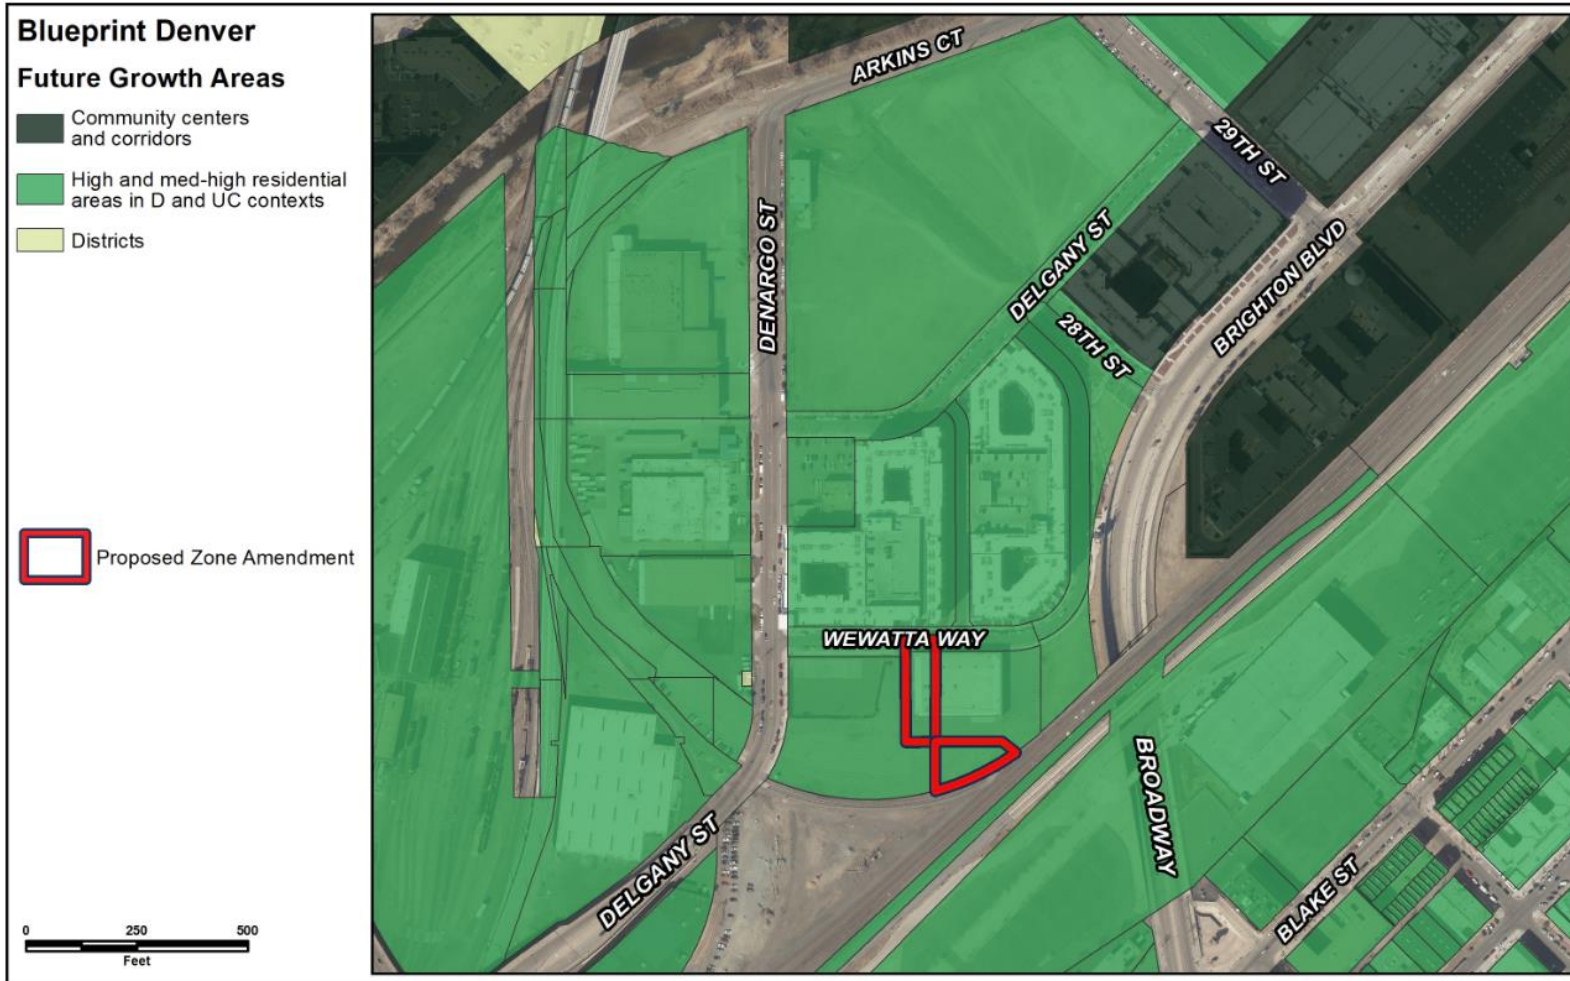 Blueprint Denver
Future Growth Areas
Community centers
and corridors
High and med-high residential
areas in D and UC contexts
Districts
Proposed Zone Amendment
0 250 500
Feet
ARKINS CT
29TH ST
DENARGO ST
DELGANY ST
28TH ST
BRIGHTON BLVD
WEWATTA WAY
BROADWAY
DELGANY ST
BLAKE ST